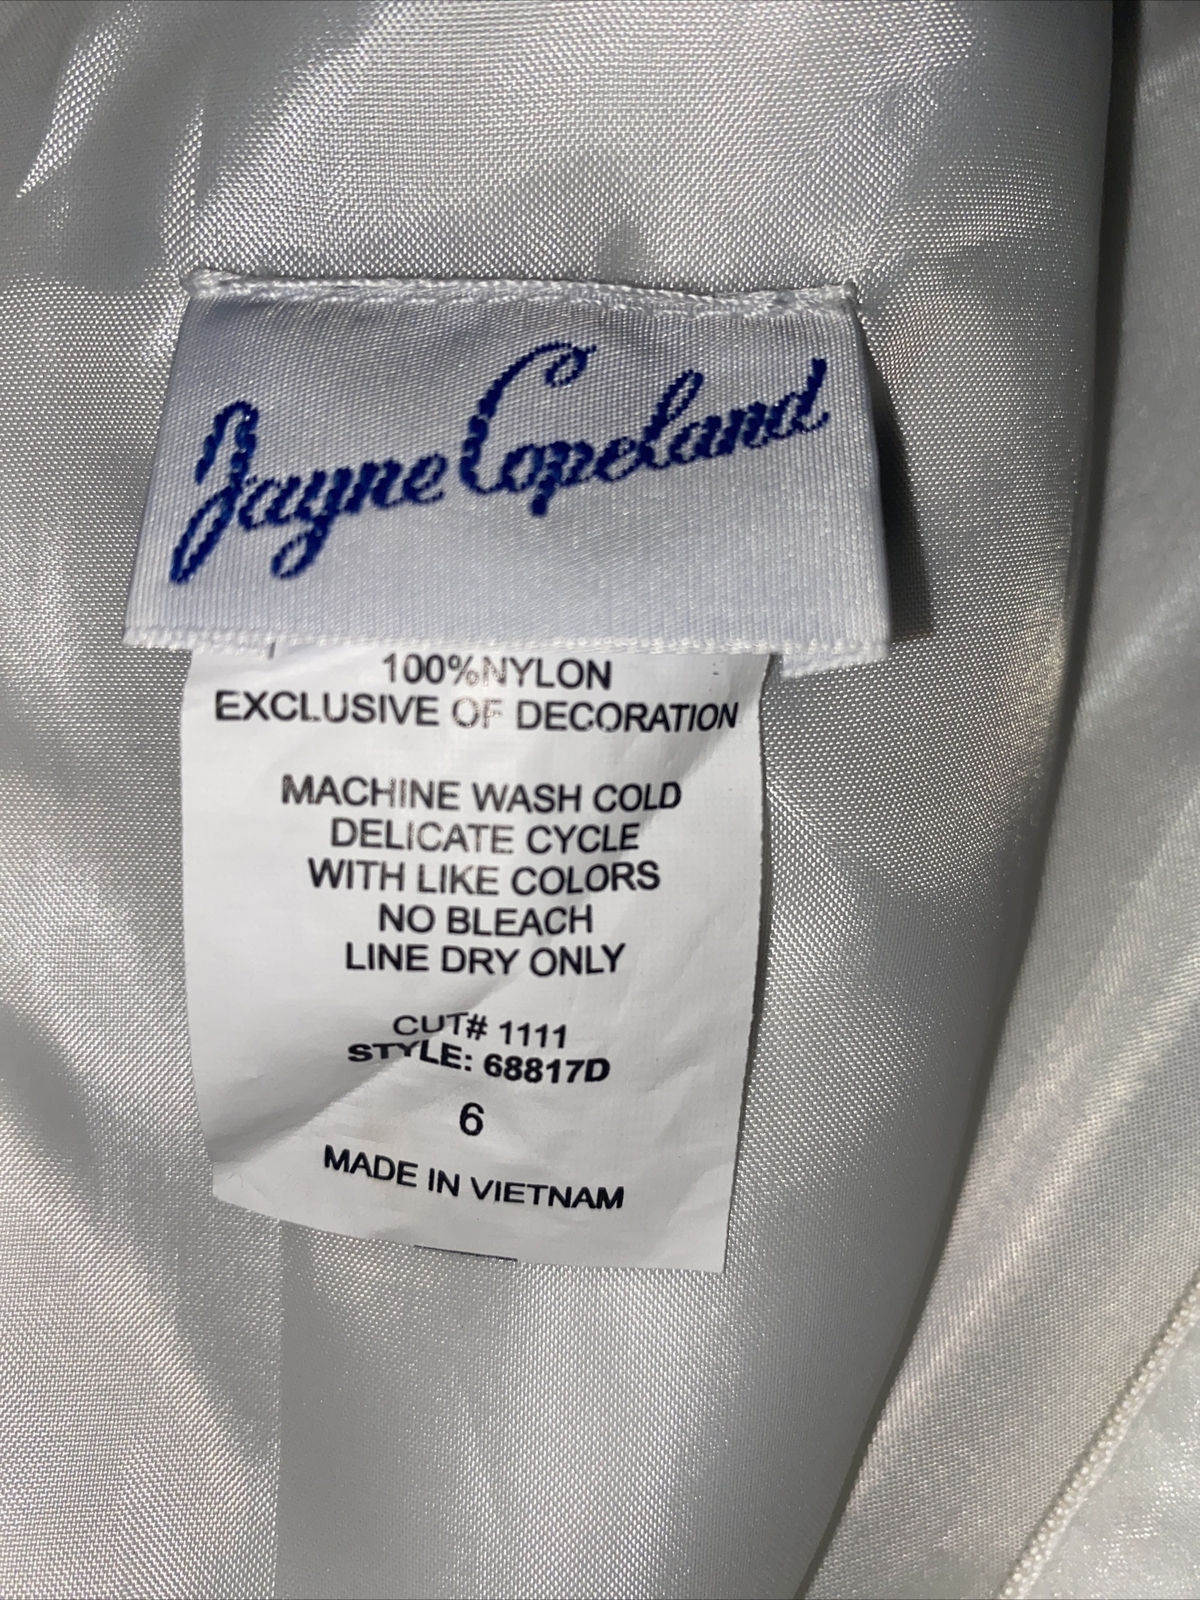 Jayne Copeland
100%NYLON
EXCLUSIVE OF DECORATION
MACHINE WASH COLD
DELICATE CYCLE
WITH LIKE COLORS
NO BLEACH
LINE DRY ONLY
CUT# 1111
STYLE: 68817D
6
MADE IN VIETNAM